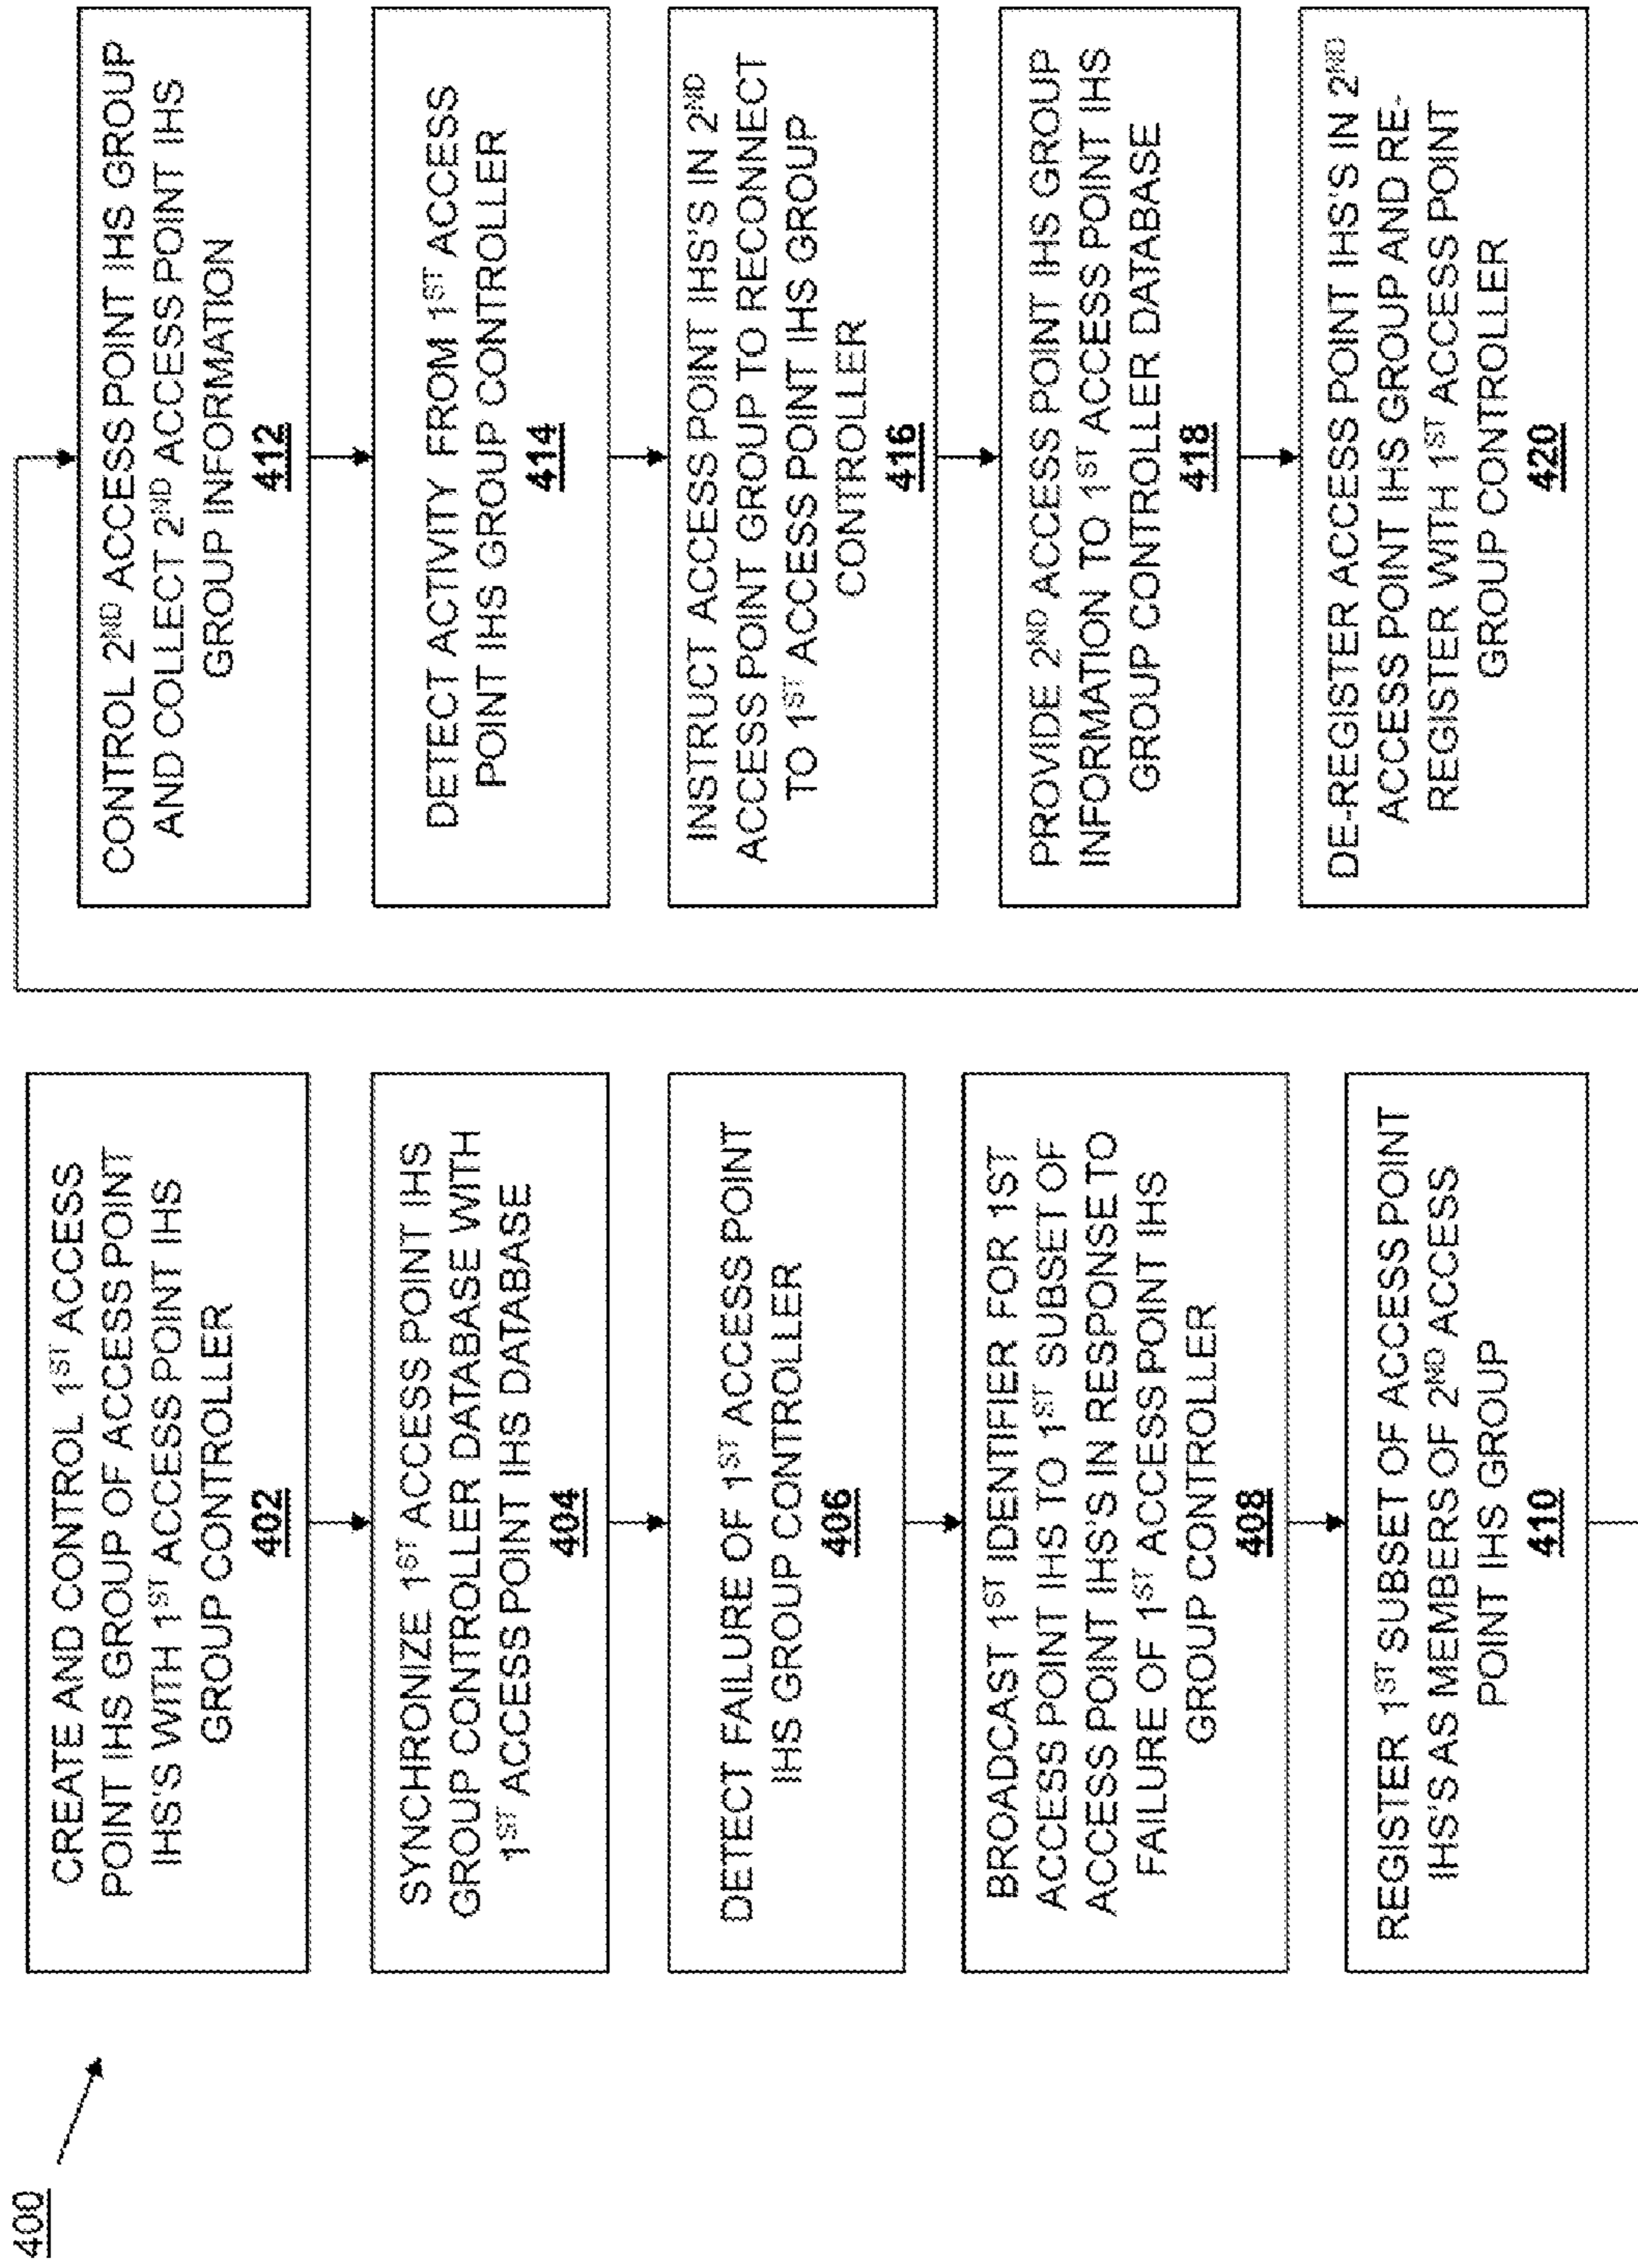 400
CREATE AND CONTROL 1ST ACCESS
POINT IHS GROUP OF ACCESS POINT
IHS'S WITH 1ST ACCESS POINT IHS
GROUP CONTROLLER
402
SYNCHRONIZE 1ST ACCESS POINT IHS
GROUP CONTROLLER DATABASE WITH
1ST ACCESS POINT IHS DATABASE
404
DETECT FAILURE OF 1ST ACCESS POINT
IHS GROUP CONTROLLER
406
BROADCAST 1ST IDENTIFIER FOR 1ST
ACCESS POINT IHS TO 1ST SUBSET OF
ACCESS POINT IHS'S IN RESPONSE TO
FAILURE OF 1ST ACCESS POINT IHS
GROUP CONTROLLER
408
REGISTER 1ST SUBSET OF ACCESS POINT
IHS'S AS MEMBERS OF 2ND ACCESS
POINT IHS GROUP
410
CONTROL 2ND ACCESS POINT IHS GROUP
AND COLLECT 2ND ACCESS POINT IHS
GROUP INFORMATION
412
DETECT ACTIVITY FROM 1ST ACCESS
POINT IHS GROUP CONTROLLER
414
INSTRUCT ACCESS POINT IHS'S IN 2ND
ACCESS POINT GROUP TO RECONNECT
TO 1ST ACCESS POINT IHS GROUP
CONTROLLER
416
PROVIDE 2ND ACCESS POINT IHS GROUP
INFORMATION TO 1ST ACCESS POINT IHS
GROUP CONTROLLER DATABASE
418
DE-REGISTER ACCESS POINT IHS'S IN 2ND
ACCESS POINT IHS GROUP AND RE-
REGISTER WITH 1ST ACCESS POINT
GROUP CONTROLLER
420